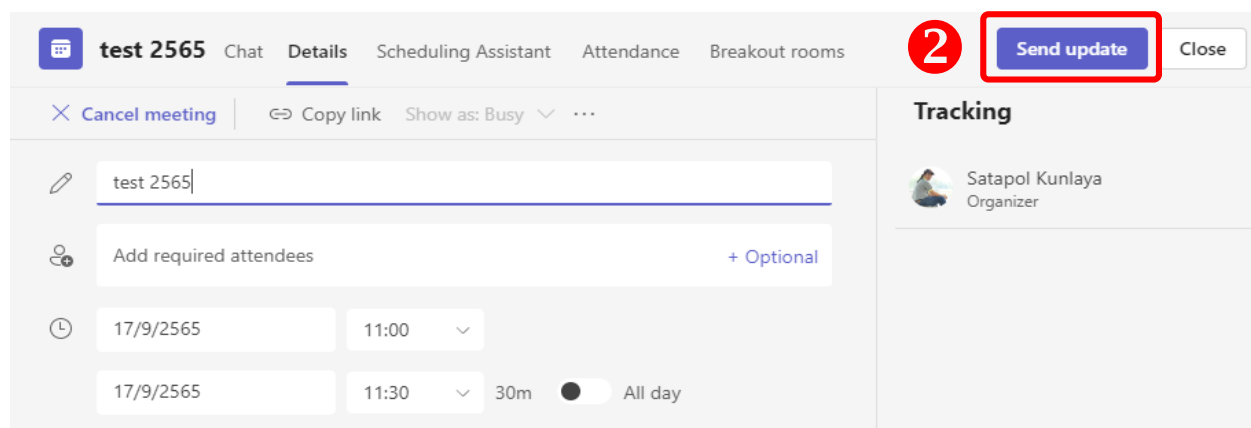 test 2565 Chat Details Scheduling Assistant Attendance Breakout rooms 2 Send update Close
Cancel meeting Copy link Show as: Busy ...
Tracking
test 2565
Satapol Kunlaya
Organizer
Add required attendees + Optional
17/9/2565 11:00
17/9/2565 11:30 30m All day